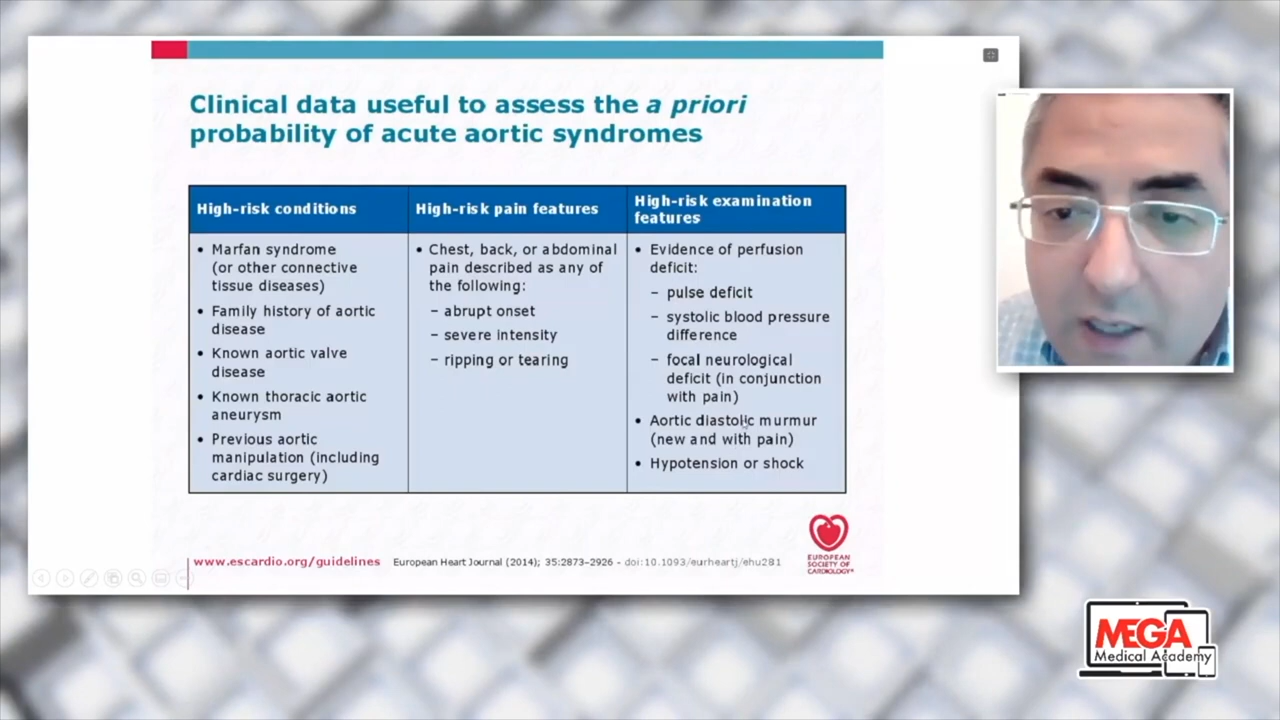 Clinical data useful to assess the a priori
probability of acute aortic syndromes
High-risk conditions
• Marfan syndrome
(or other connective
tissue diseases)
• Family history of aortic
disease
• Known aortic valve
disease
• Known thoracic aortic
aneurysm
• Previous aortic
manipulation (including
cardiac surgery)
High-risk pain features
• Chest, back, or abdominal
pain described as any of
the following:
– abrupt onset
– severe intensity
– ripping or tearing
High-risk examination
features
• Evidence of perfusion
deficit:
– pulse deficit
– systolic blood pressure
difference
– focal neurological
deficit (in conjunction
with pain)
• Aortic diastolic murmur
(new and with pain)
• Hypotension or shock
www.escardio.org/guidelines European Heart Journal (2014); 35:2873–2926 - doi:10.1093/eurheartj/ehu281
EUROPEAN
SOCIETY OF
CARDIOLOGY®
MEGA
Medical Academy